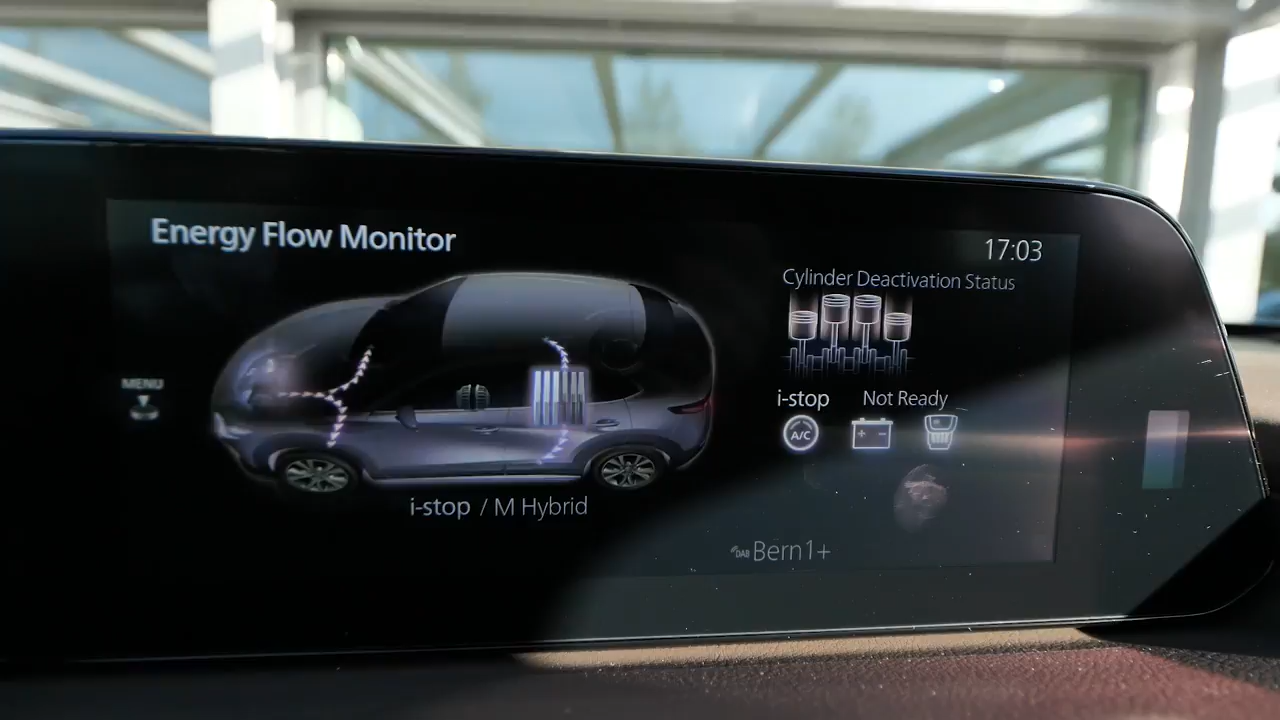 Energy Flow Monitor
17:03
Cylinder Deactivation Status
MENU
i-stop Not Ready
A/C
i-stop / M Hybrid
DAB Bern1+